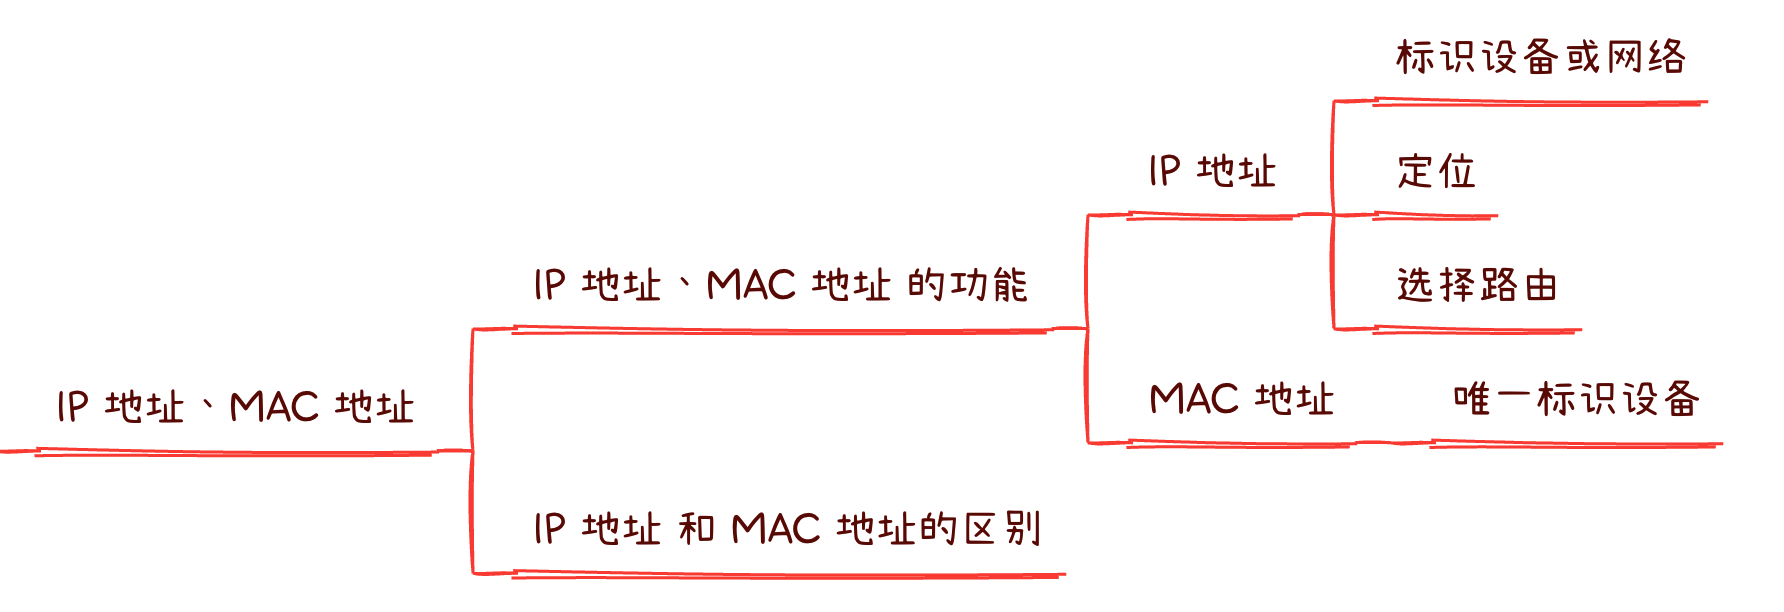 标识设备或网络
IP 地址
定位
IP 地址、MAC 地址 的功能
选择路由
IP 地址、MAC 地址
MAC 地址
唯一标识设备
IP 地址 和 MAC 地址的区别